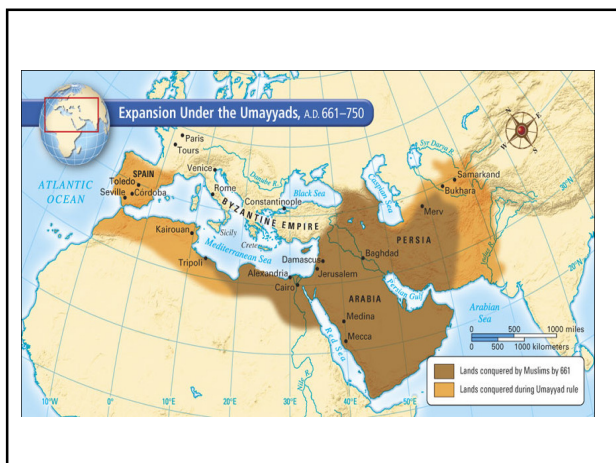 Expansion Under the Umayyads, A.D. 661–750
Paris
Tours
Venice
Danube R.
Black Sea
Caspian Sea
Syr Darya R.
Samarkand
Bukhara
N
E
S
W
ATLANTIC
OCEAN
SPAIN
Toledo
Seville
Córdoba
Rome
Constantinople
BYZANTINE EMPIRE
Merv
Kairouan
Sicily
Crete
Mediterranean Sea
Tripoli
Alexandria
Cairo
Damascus
Jerusalem
Baghdad
PERSIA
Indus R.
30°N
20°N
Persian Gulf
ARABIA
Medina
Mecca
Red Sea
Nile R.
Arabian
Sea
0 500 1000 miles
0 500 1000 kilometers
Lands conquered by Muslims by 661
Lands conquered during Umayyad rule
10°W
0°
10°E
20°E
30°E
40°E
50°E
60°E
70°E